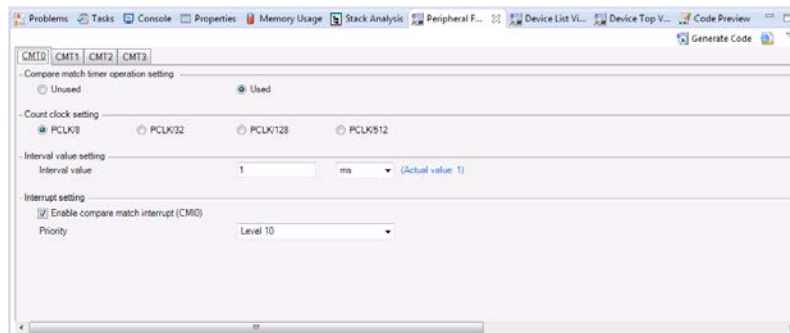 Problems Tasks Console Properties Memory Usage Stack Analysis Peripheral F... Device List Vi... Device Top V... Code Preview
Generate Code
CMT0 CMT1 CMT2 CMT3
Compare match timer operation setting
Unused Used
Count clock setting
PCLK/8 PCLK/32 PCLK/128 PCLK/512
Interval value setting
Interval value 1 ms (Actual value: 1)
Interrupt setting
Enable compare match interrupt (CMI0)
Priority Level 10